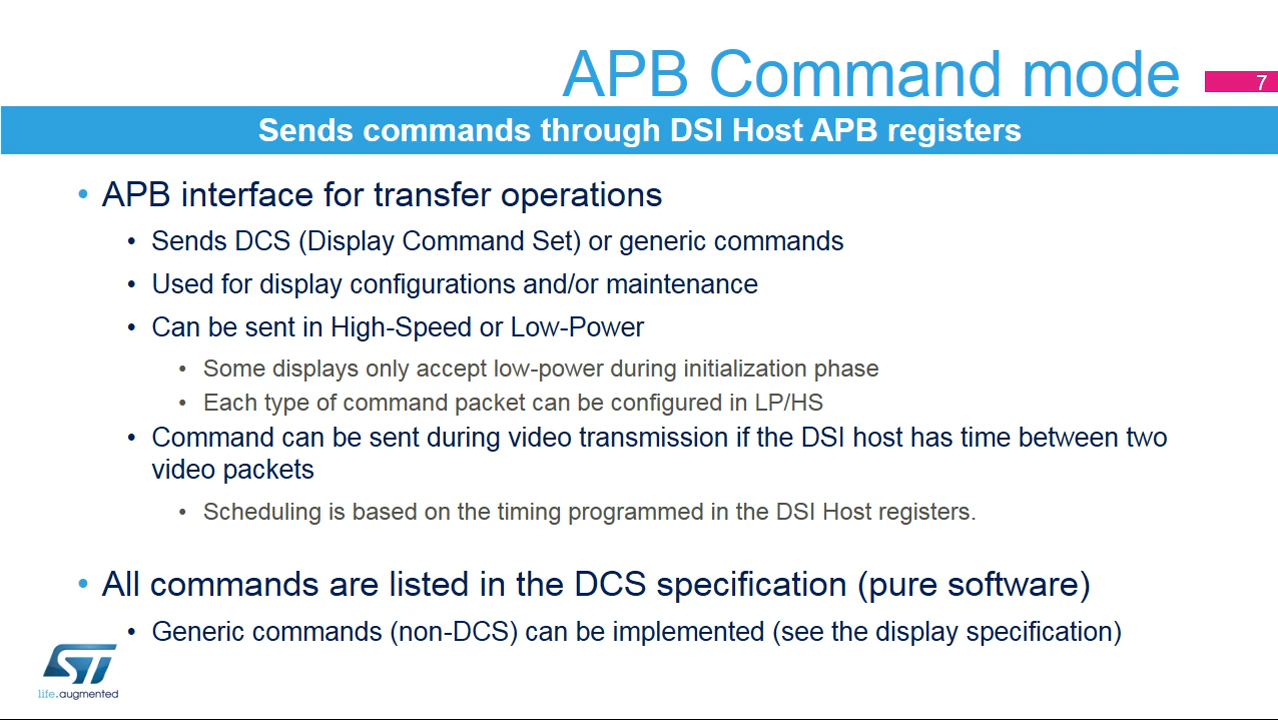 APB Command mode
7
Sends commands through DSI Host APB registers
• APB interface for transfer operations
• Sends DCS (Display Command Set) or generic commands
• Used for display configurations and/or maintenance
• Can be sent in High-Speed or Low-Power
• Some displays only accept low-power during initialization phase
• Each type of command packet can be configured in LP/HS
• Command can be sent during video transmission if the DSI host has time between two
video packets
• Scheduling is based on the timing programmed in the DSI Host registers.
• All commands are listed in the DCS specification (pure software)
• Generic commands (non-DCS) can be implemented (see the display specification)
ST
life.augmented